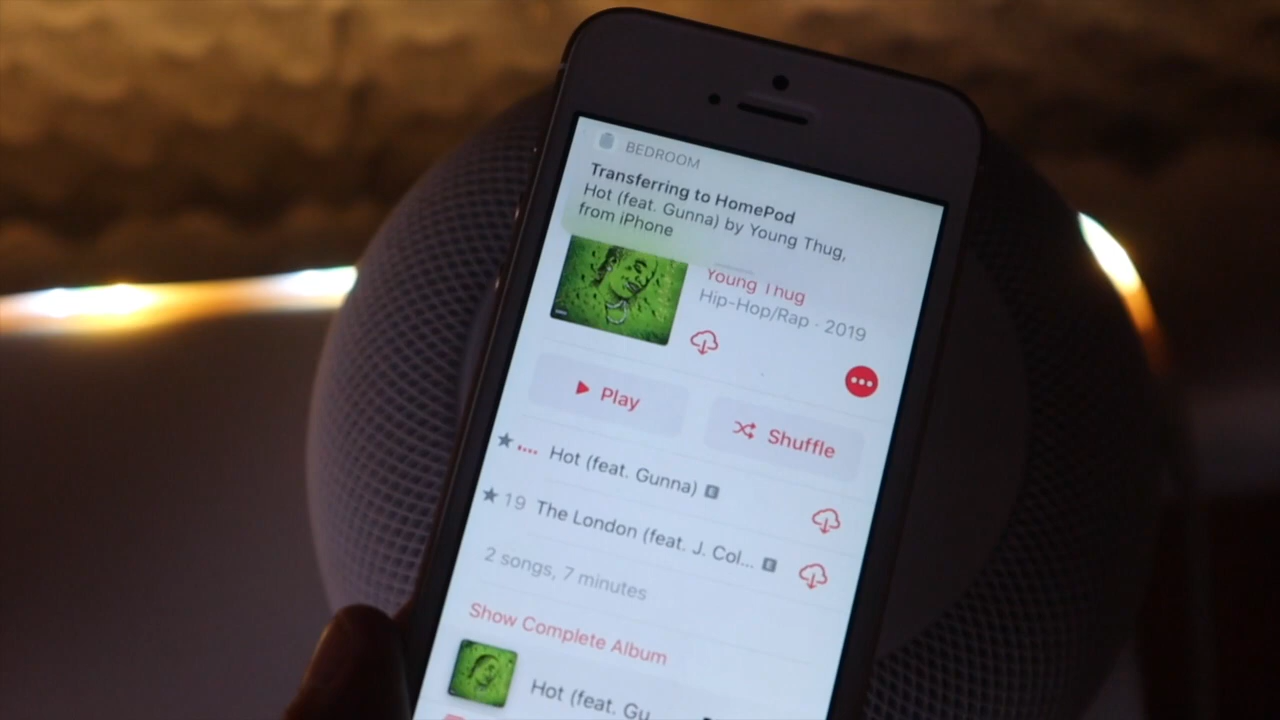 BEDROOM
Transferring to HomePod
Hot (feat. Gunna) by Young Thug,
from iPhone
Young Thug
Hip-Hop/Rap · 2019
Play
Shuffle
Hot (feat. Gunna) E
19 The London (feat. J. Col... E
2 songs, 7 minutes
Show Complete Album
Hot (feat. Gu